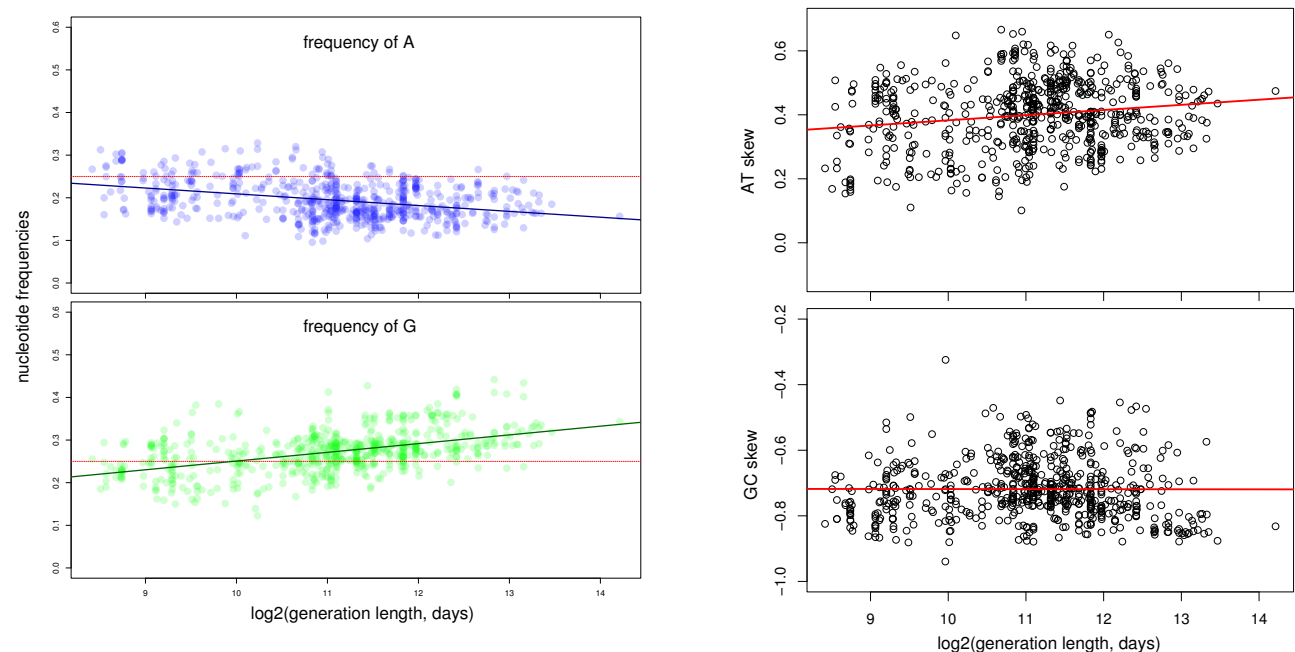 nucleotide frequencies
frequency of A
0.6
0.5
0.4
0.3
0.2
0.1
0.0
frequency of G
0.6
0.5
0.4
0.3
0.2
0.1
0.0
9 10 11 12 13 14
log2(generation length, days)
AT skew
0.6
0.4
0.2
0.0
GC skew
−0.2
−0.4
−0.6
−0.8
−1.0
9 10 11 12 13 14
log2(generation length, days)